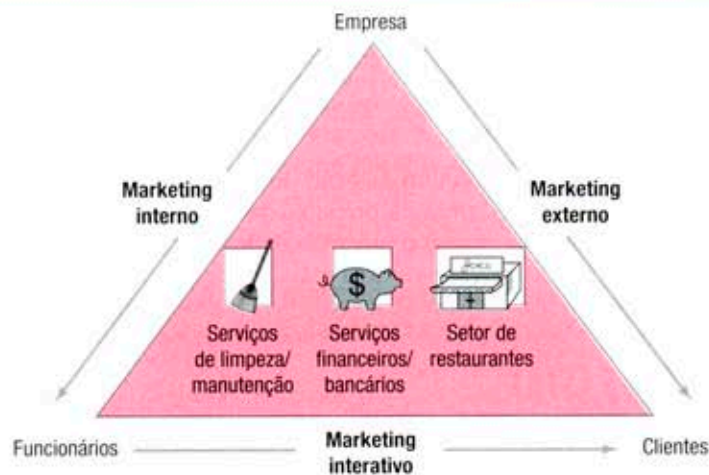 Empresa
Marketing
interno
Marketing
externo
$
Serviços
de limpeza/
manutenção
Serviços
financeiros/
bancários
Setor de
restaurantes
Funcionários
Marketing
interativo
Clientes